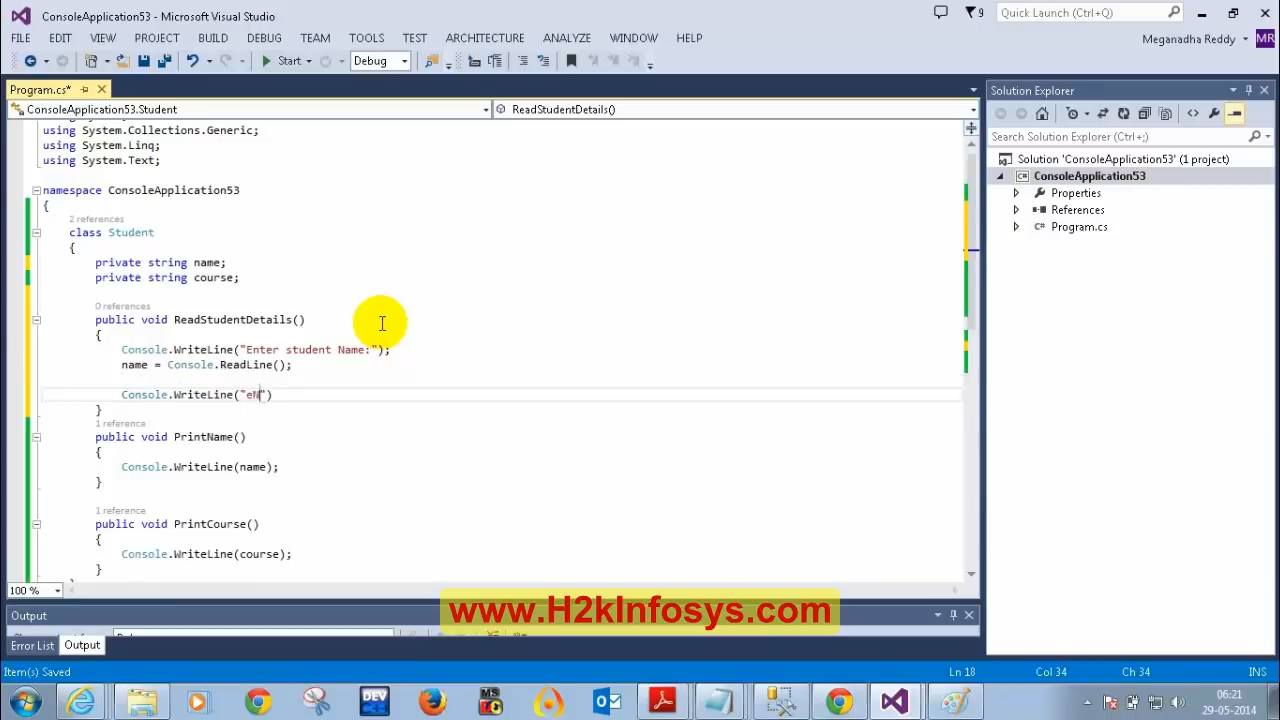 ConsoleApplication53 - Microsoft Visual Studio
9
Quick Launch (Ctrl+Q)
FILE EDIT VIEW PROJECT BUILD DEBUG TEAM TOOLS TEST ARCHITECTURE ANALYZE WINDOW HELP
Meganadha Reddy MR
Start Debug
Program.cs*
ConsoleApplication53.Student ReadStudentDetails()
using System.Collections.Generic;
using System.Linq;
using System.Text;
namespace ConsoleApplication53
{
2 references
class Student
{
private string name;
private string course;
0 references
public void ReadStudentDetails()
{
Console.WriteLine("Enter student Name:");
name = Console.ReadLine();
Console.WriteLine("eN")
}
1 reference
public void PrintName()
{
Console.WriteLine(name);
}
1 reference
public void PrintCourse()
{
Console.WriteLine(course);
}
100 %
Solution Explorer
Search Solution Explorer (Ctrl+;)
Solution 'ConsoleApplication53' (1 project)
ConsoleApplication53
Properties
References
Program.cs
Output
www.H2kInfosys.com
Error List Output
Item(s) Saved Ln 18 Col 34 Ch 34 INS
DEV
MS
06:21
29-05-2014